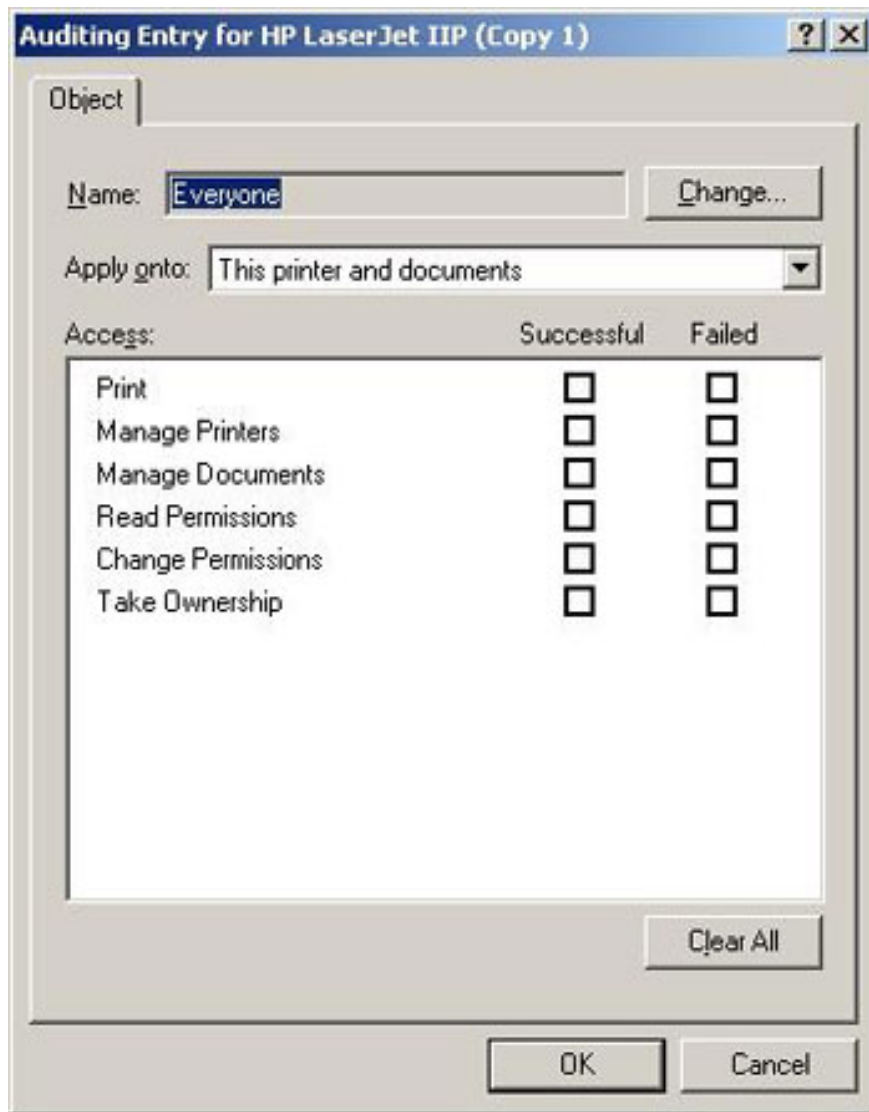 Auditing Entry for HP LaserJet IIP (Copy 1)
Object
Name: Everyone Change...
Apply onto: This printer and documents
Access: Successful Failed
Print
Manage Printers
Manage Documents
Read Permissions
Change Permissions
Take Ownership
Clear All
OK Cancel